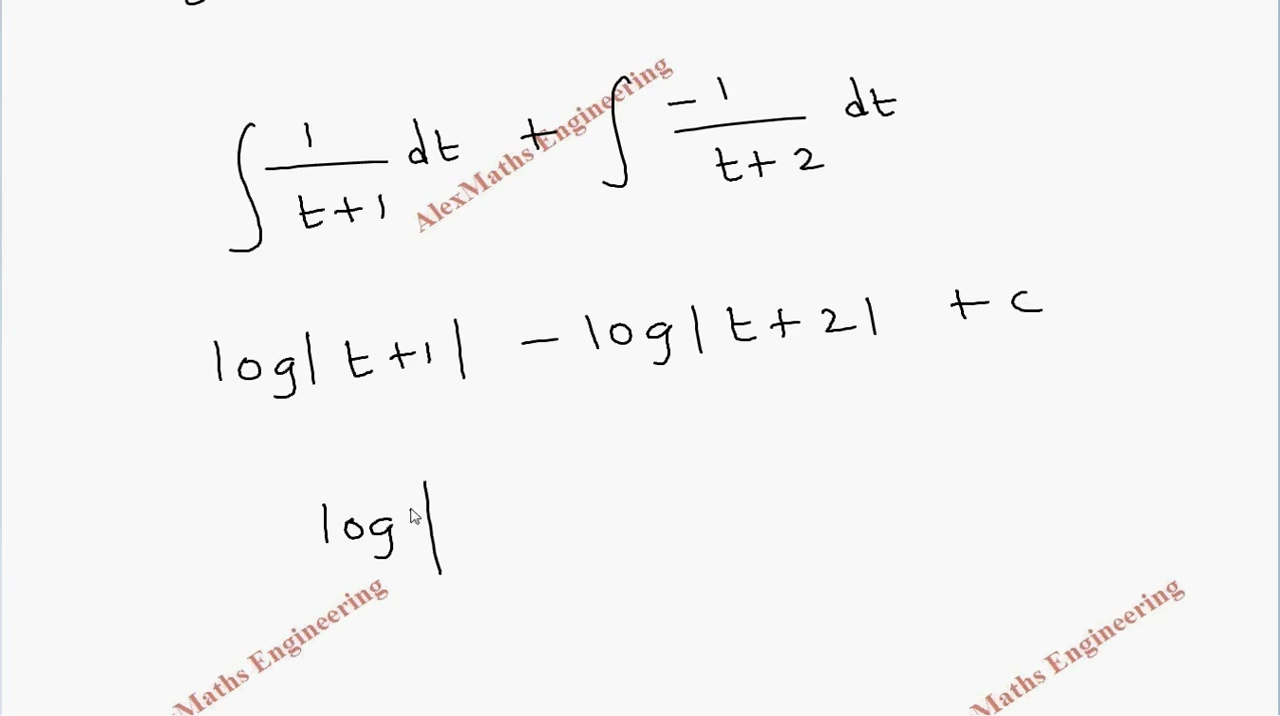 ∫ 1/(t+1) dt + ∫ -1/(t+2) dt
log|t+1| - log|t+2| + c
log|
AlexMaths Engineering
Maths Engineering
Maths Engineering